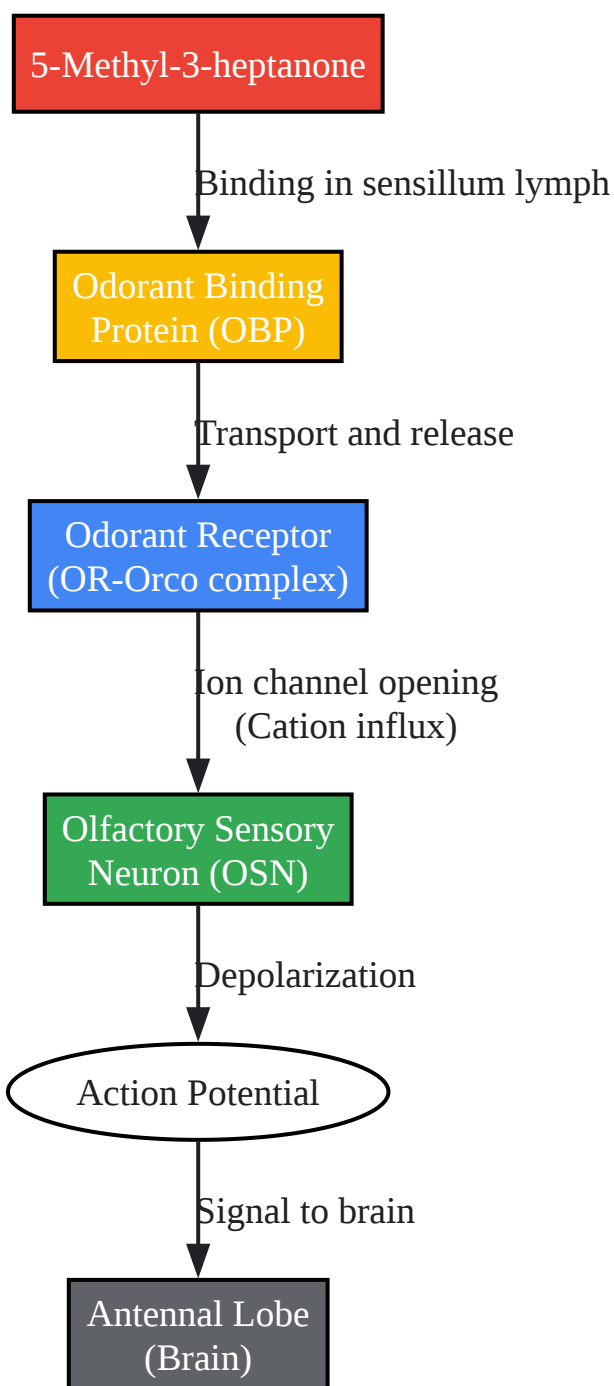 5-Methyl-3-heptanone
Binding in sensillum lymph
Odorant Binding
Protein (OBP)
Transport and release
Odorant Receptor
(OR-Orco complex)
Ion channel opening
(Cation influx)
Olfactory Sensory
Neuron (OSN)
Depolarization
Action Potential
Signal to brain
Antennal Lobe
(Brain)